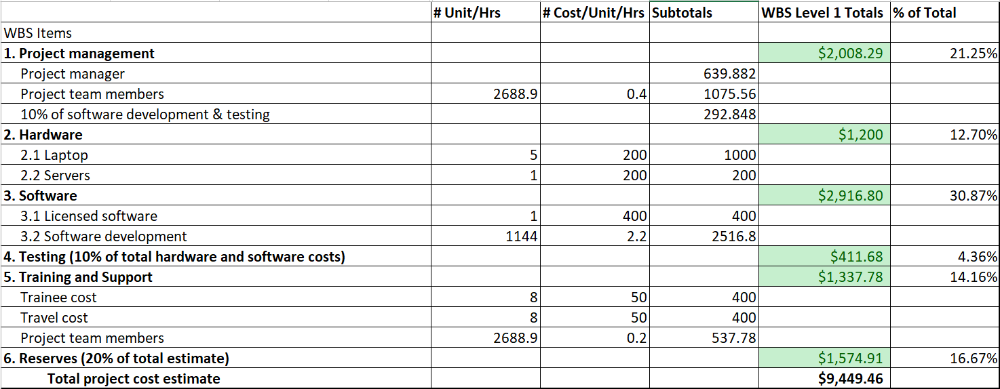 # Unit/Hrs # Cost/Unit/Hrs Subtotals WBS Level 1 Totals % of Total
WBS Items
1. Project management $2,008.29 21.25%
Project manager 639.882
Project team members 2688.9 0.4 1075.56
10% of software development & testing 292.848
2. Hardware $1,200 12.70%
2.1 Laptop 5 200 1000
2.2 Servers 1 200 200
3. Software $2,916.80 30.87%
3.1 Licensed software 1 400 400
3.2 Software development 1144 2.2 2516.8
4. Testing (10% of total hardware and software costs) $411.68 4.36%
5. Training and Support $1,337.78 14.16%
Trainee cost 8 50 400
Travel cost 8 50 400
Project team members 2688.9 0.2 537.78
6. Reserves (20% of total estimate) $1,574.91 16.67%
Total project cost estimate $9,449.46